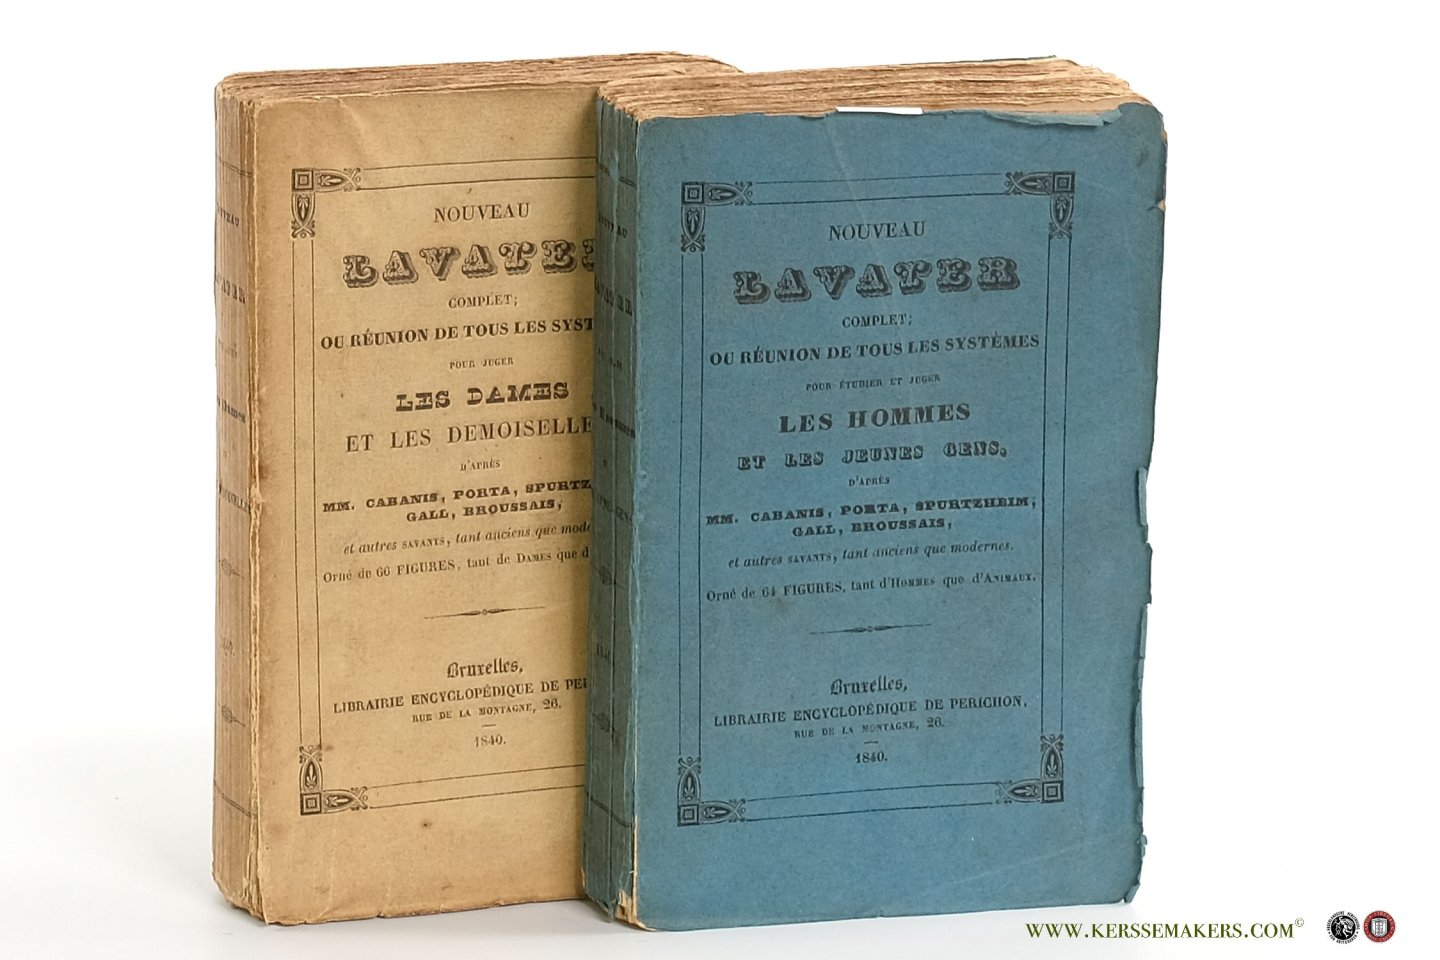 NOUVEAU
LAVATER
COMPLET;
OU RÉUNION DE TOUS LES SYST
POUR JUGER
LES DAMES
ET LES DEMOISELLE
D'APRÈS
MM. CABANIS, PORTA, SPURTZ
GALL, BROUSSAIS,
et autres SAVANTS, tant anciens que mode
Orné de 66 FIGURES, tant de DAMES que d
Bruxelles,
LIBRAIRIE ENCYCLOPÉDIQUE DE PER
RUE DE LA MONTAGNE, 26.
1840.
NOUVEAU
LAVATER
COMPLET;
OU RÉUNION DE TOUS LES SYSTÈMES
POUR ÉTUDIER ET JUGER
LES HOMMES
ET LES JEUNES GENS,
D'APRÈS
MM. CABANIS, PORTA, SPURTZHEIM,
GALL, BROUSSAIS,
et autres SAVANTS, tant anciens que modernes.
Orné de 64 FIGURES, tant d'HOMMES que d'ANIMAUX.
Bruxelles,
LIBRAIRIE ENCYCLOPÉDIQUE DE PERICHON,
RUE DE LA MONTAGNE, 26.
1840.
WWW.KERSSEMAKERS.COM©